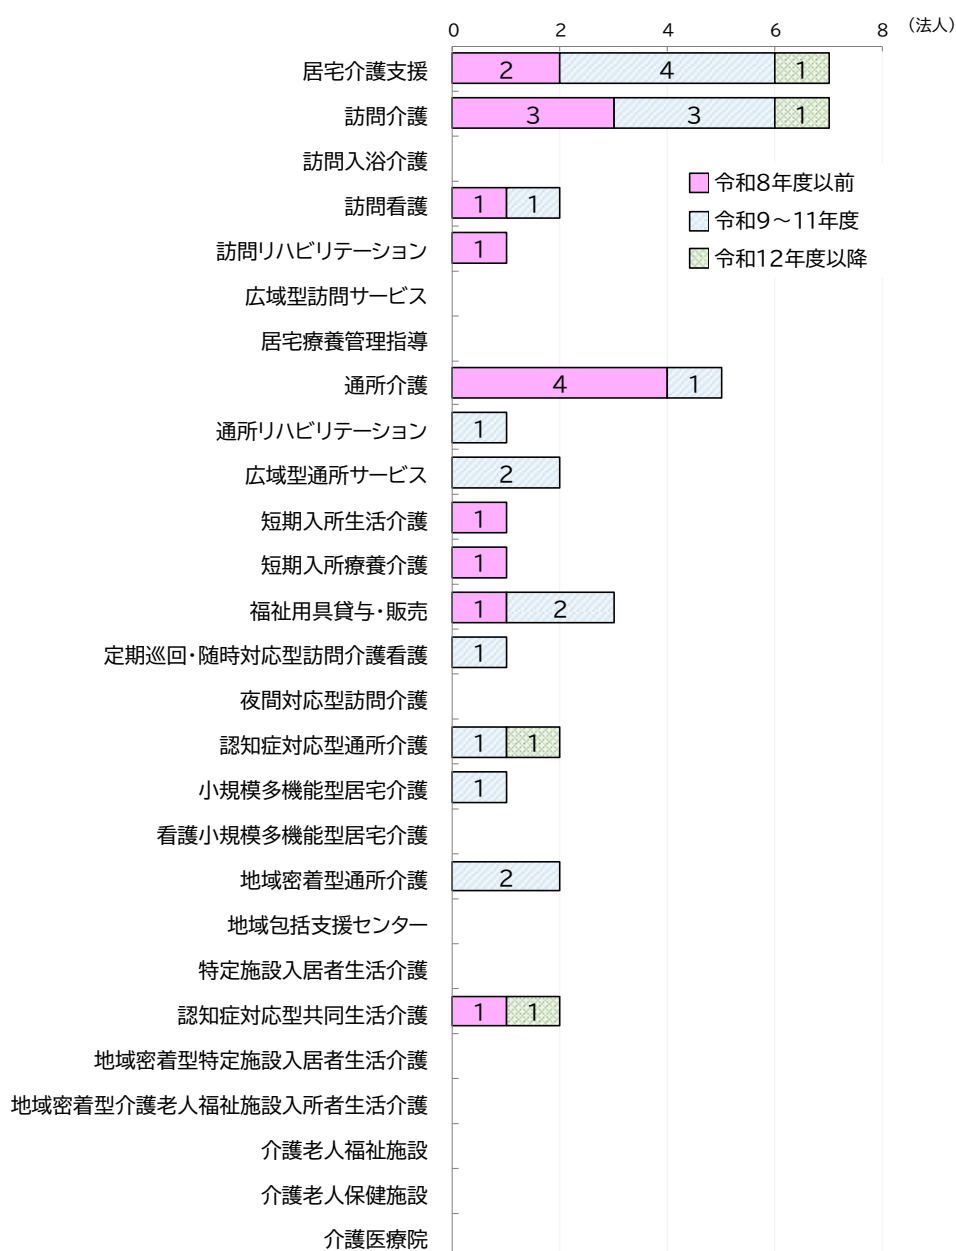 0 2 4 6 8 （法人）
居宅介護支援 2 4 1
訪問介護 3 3 1
訪問入浴介護
令和8年度以前
訪問看護 1 1
令和9～11年度
訪問リハビリテーション 1
令和12年度以降
広域型訪問サービス
居宅療養管理指導
通所介護 4 1
通所リハビリテーション 1
広域型通所サービス 2
短期入所生活介護 1
短期入所療養介護 1
福祉用具貸与・販売 1 2
定期巡回・随時対応型訪問介護看護 1
夜間対応型訪問介護
認知症対応型通所介護 1 1
小規模多機能型居宅介護 1
看護小規模多機能型居宅介護
地域密着型通所介護 2
地域包括支援センター
特定施設入居者生活介護
認知症対応型共同生活介護 1 1
地域密着型特定施設入居者生活介護
地域密着型介護老人福祉施設入所者生活介護
介護老人福祉施設
介護老人保健施設
介護医療院